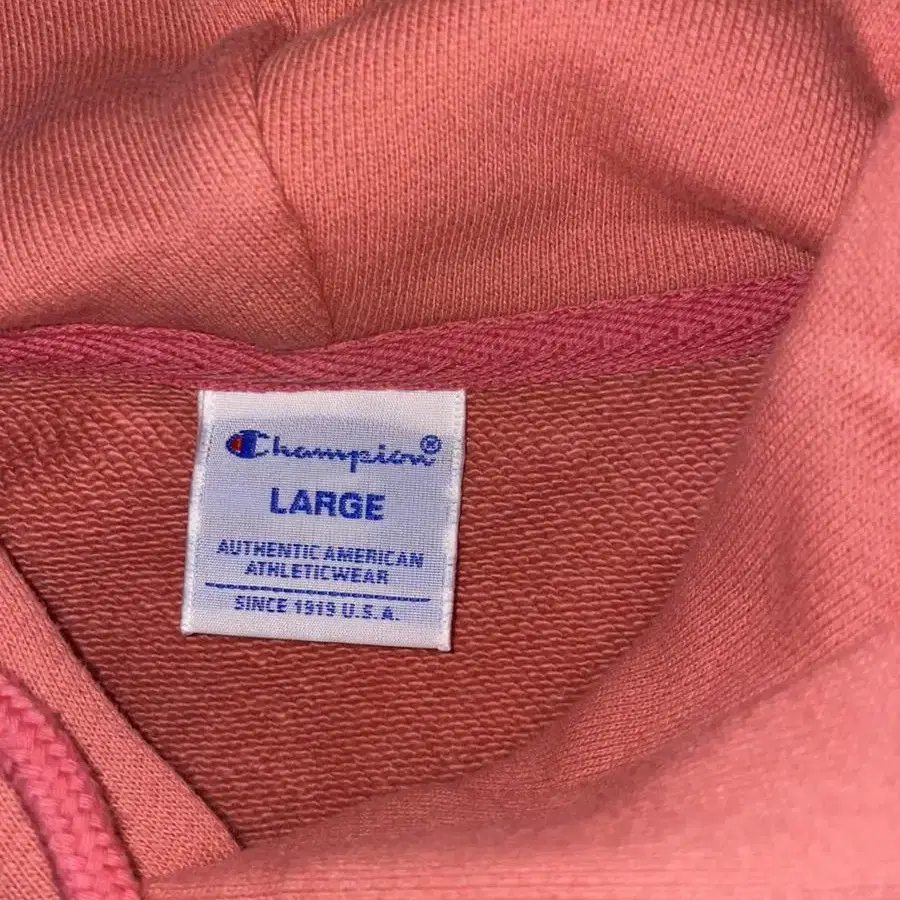 Champion®
LARGE
AUTHENTIC AMERICAN
ATHLETICWEAR
SINCE 1919 U.S.A.